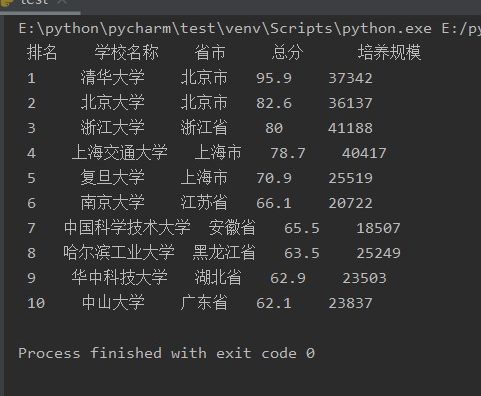 test
E:\python\pycharm\test\venv\Scripts\python.exe E:/py
排名 学校名称 省市 总分 培养规模
1 清华大学 北京市 95.9 37342
2 北京大学 北京市 82.6 36137
3 浙江大学 浙江省 80 41188
4 上海交通大学 上海市 78.7 40417
5 复旦大学 上海市 70.9 25519
6 南京大学 江苏省 66.1 20722
7 中国科学技术大学 安徽省 65.5 18507
8 哈尔滨工业大学 黑龙江省 63.5 25249
9 华中科技大学 湖北省 62.9 23503
10 中山大学 广东省 62.1 23837
Process finished with exit code 0